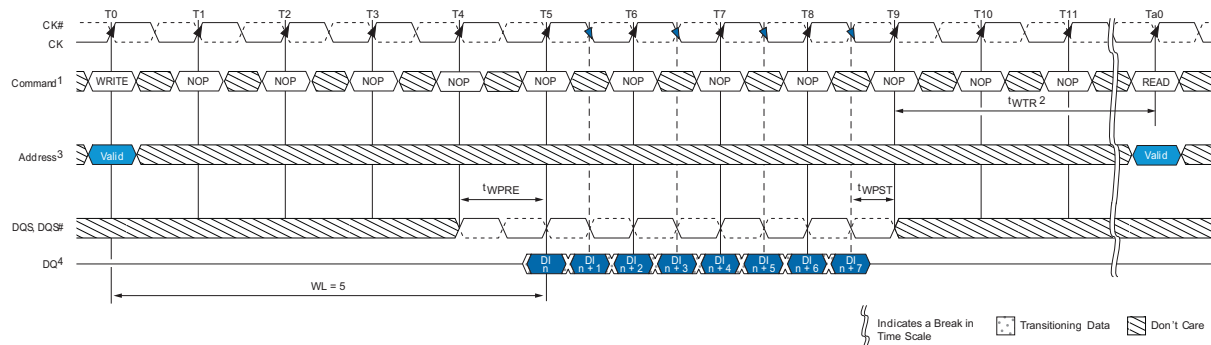 T0 T1 T2 T3 T4 T5 T6 T7 T8 T9 T10 T11 Ta0
CK#
CK
Command1 WRITE NOP NOP NOP NOP NOP NOP NOP NOP NOP NOP NOP READ
tWTR2
Address3 Valid Valid
tWPRE tWPST
DQS, DQS#
DQ4 DI n DI n + 1 DI n + 2 DI n + 3 DI n + 4 DI n + 5 DI n + 6 DI n + 7
WL = 5
Indicates a Break in
Time Scale
Transitioning Data
Don't Care